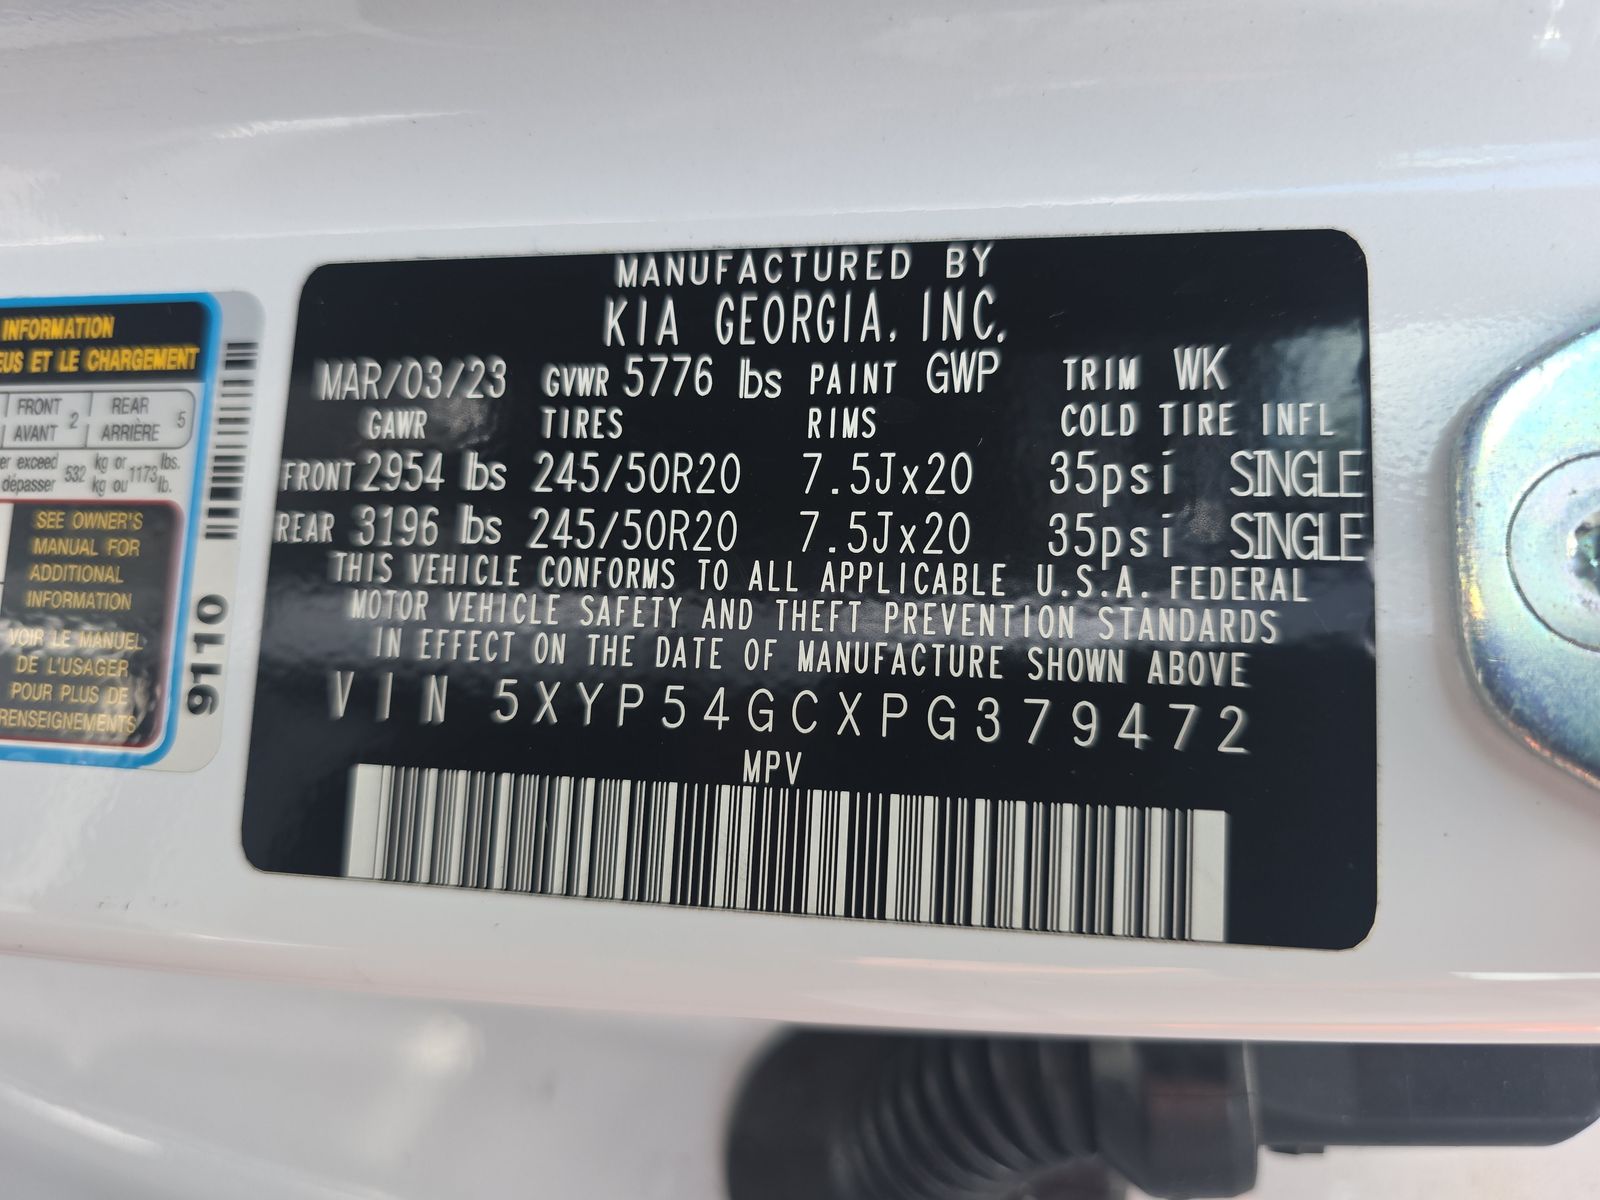 MANUFACTURED BY
KIA GEORGIA, INC.
MAR/03/23 GVWR 5776 lbs PAINT GWP TRIM WK
GAWR TIRES RIMS COLD TIRE INFL
FRONT 2954 lbs 245/50R20 7.5Jx20 35psi SINGLE
REAR 3196 lbs 245/50R20 7.5Jx20 35psi SINGLE
THIS VEHICLE CONFORMS TO ALL APPLICABLE U.S.A. FEDERAL
MOTOR VEHICLE SAFETY AND THEFT PREVENTION STANDARDS
IN EFFECT ON THE DATE OF MANUFACTURE SHOWN ABOVE
VIN 5XYP54GCXPG379472
MPV
INFORMATION
ET LE CHARGEMENT
FRONT 2 REAR 5
AVANT ARRIÈRE
exceed 532 kg or 1173 lbs.
dépasser kg ou lb.
SEE OWNER'S
MANUAL FOR
ADDITIONAL
INFORMATION
VOIR LE MANUEL
DE L'USAGER
POUR PLUS DE
RENSEIGNEMENTS
9110